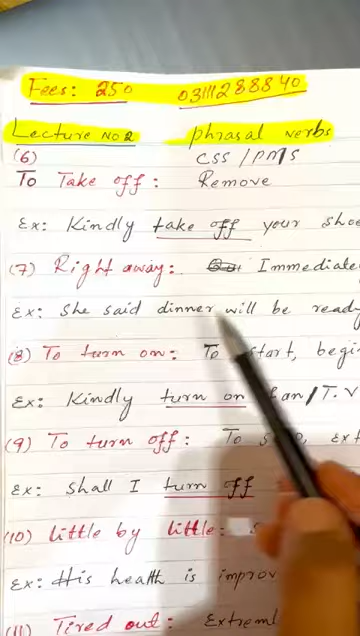 Fees: 250 03111288840
Lecture No 2 phrasal verbs
(6) CSS/PMS
To Take off: Remove
Ex: Kindly take off your shoe
(7) Right away: Immediate
Ex: She said dinner will be ready
(8) To turn on: To start, begi
Ex: Kindly turn on fan/T.V
(9) To turn off: To
Ex: Shall I turn off
(10) little by little:
Ex: His health is improv
(11) Tired out: Extreml